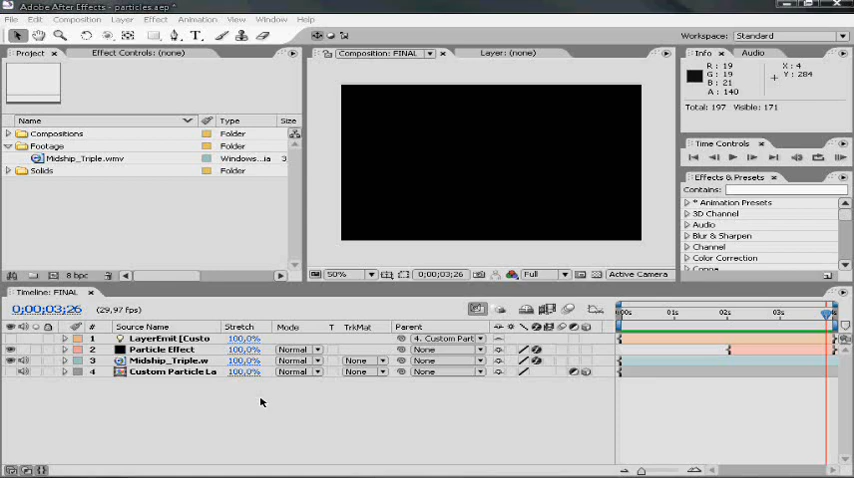 Adobe After Effects - particles.aep *
File Edit Composition Layer Effect Animation View Window Help
Workspace: Standard
Project × Effect Controls: (none)
Composition: FINAL × Layer: (none)
Info × Audio
R : 19 X : 4
G : 19 Y : 284
B : 21
A : 140
Total: 197 Visible: 171
Name Type Size
Compositions Folder
Footage Folder
Midship_Triple.wmv Windows...ia 3
Solids Folder
Time Controls ×
Effects & Presets ×
Contains:
* Animation Presets
3D Channel
Audio
Blur & Sharpen
Channel
Color Correction
8 bpc
50% 0;00;03;26 Full Active Camera
Timeline: FINAL ×
0;00;03;26 (29,97 fps)
:00s 01s 02s 03s
# Source Name Stretch Mode T TrkMat Parent
1 LayerEmit [Custo 100,0% 4. Custom Part
2 Particle Effect 100,0% Normal None
3 Midship_Triple.w 100,0% Normal None None
4 Custom Particle La 100,0% Normal None None